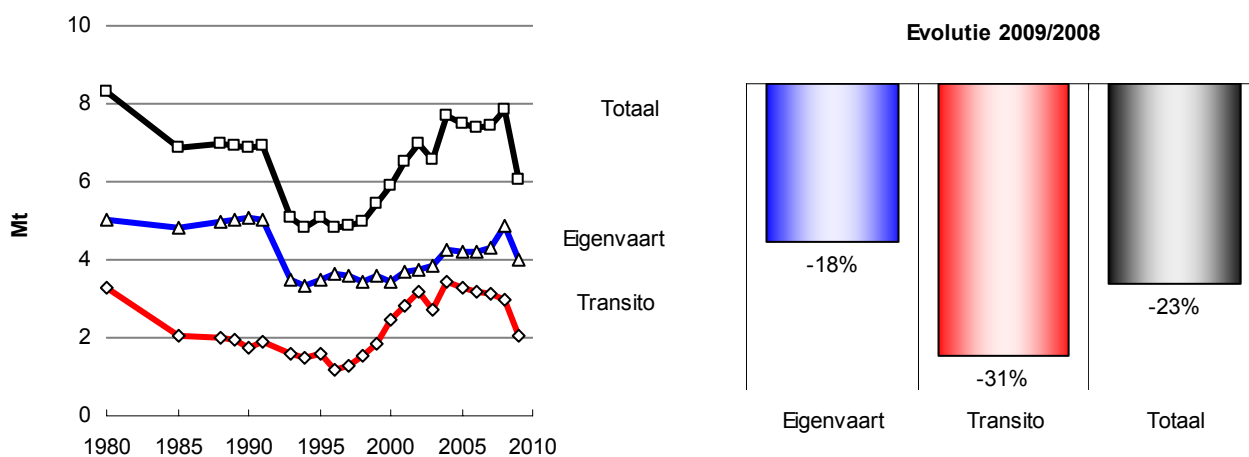 10
8
6
4
2
0
Mt
1980 1985 1990 1995 2000 2005 2010
Totaal
Eigenvaart
Transito
Evolutie 2009/2008
-18%
-31%
-23%
Eigenvaart Transito Totaal